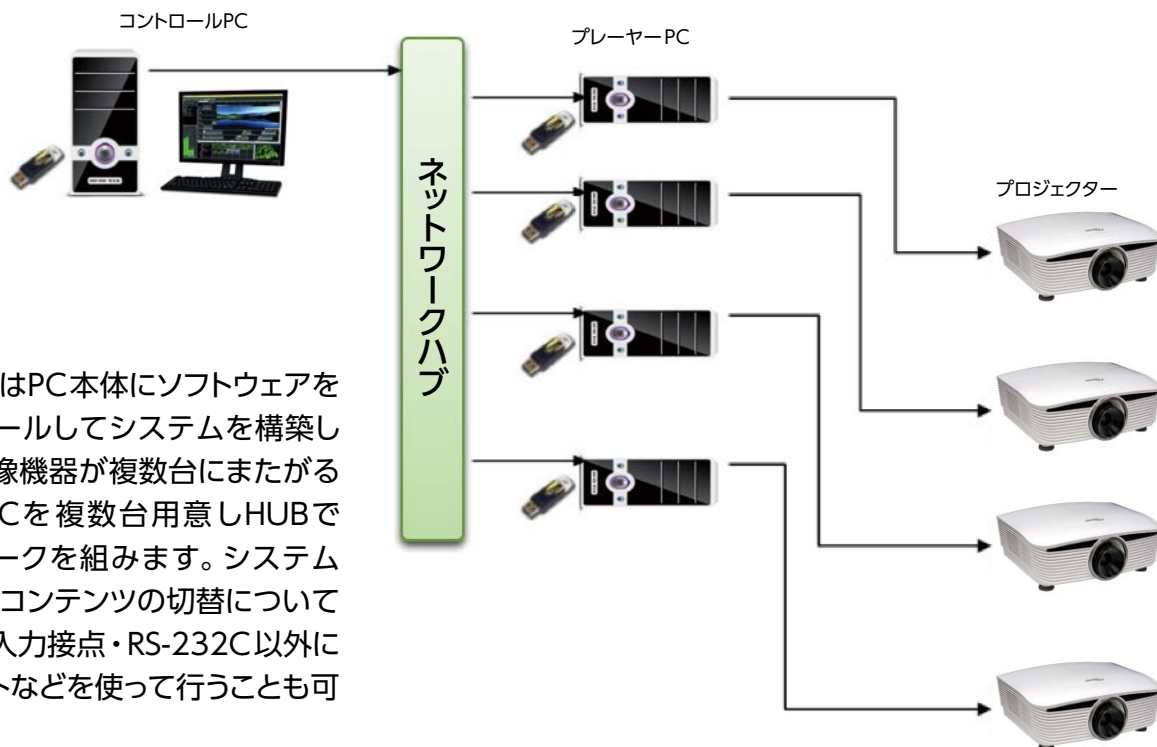 コントロールPC
プレーヤーPC
ネットワークハブ
プロジェクター
はPC本体にソフトウェアを
ールしてシステムを構築し
像機器が複数台にまたがる
Cを複数台用意しHUBで
ークを組みます。システム
コンテンツの切替について
入力接点・RS-232C以外に
トなどを使って行うことも可